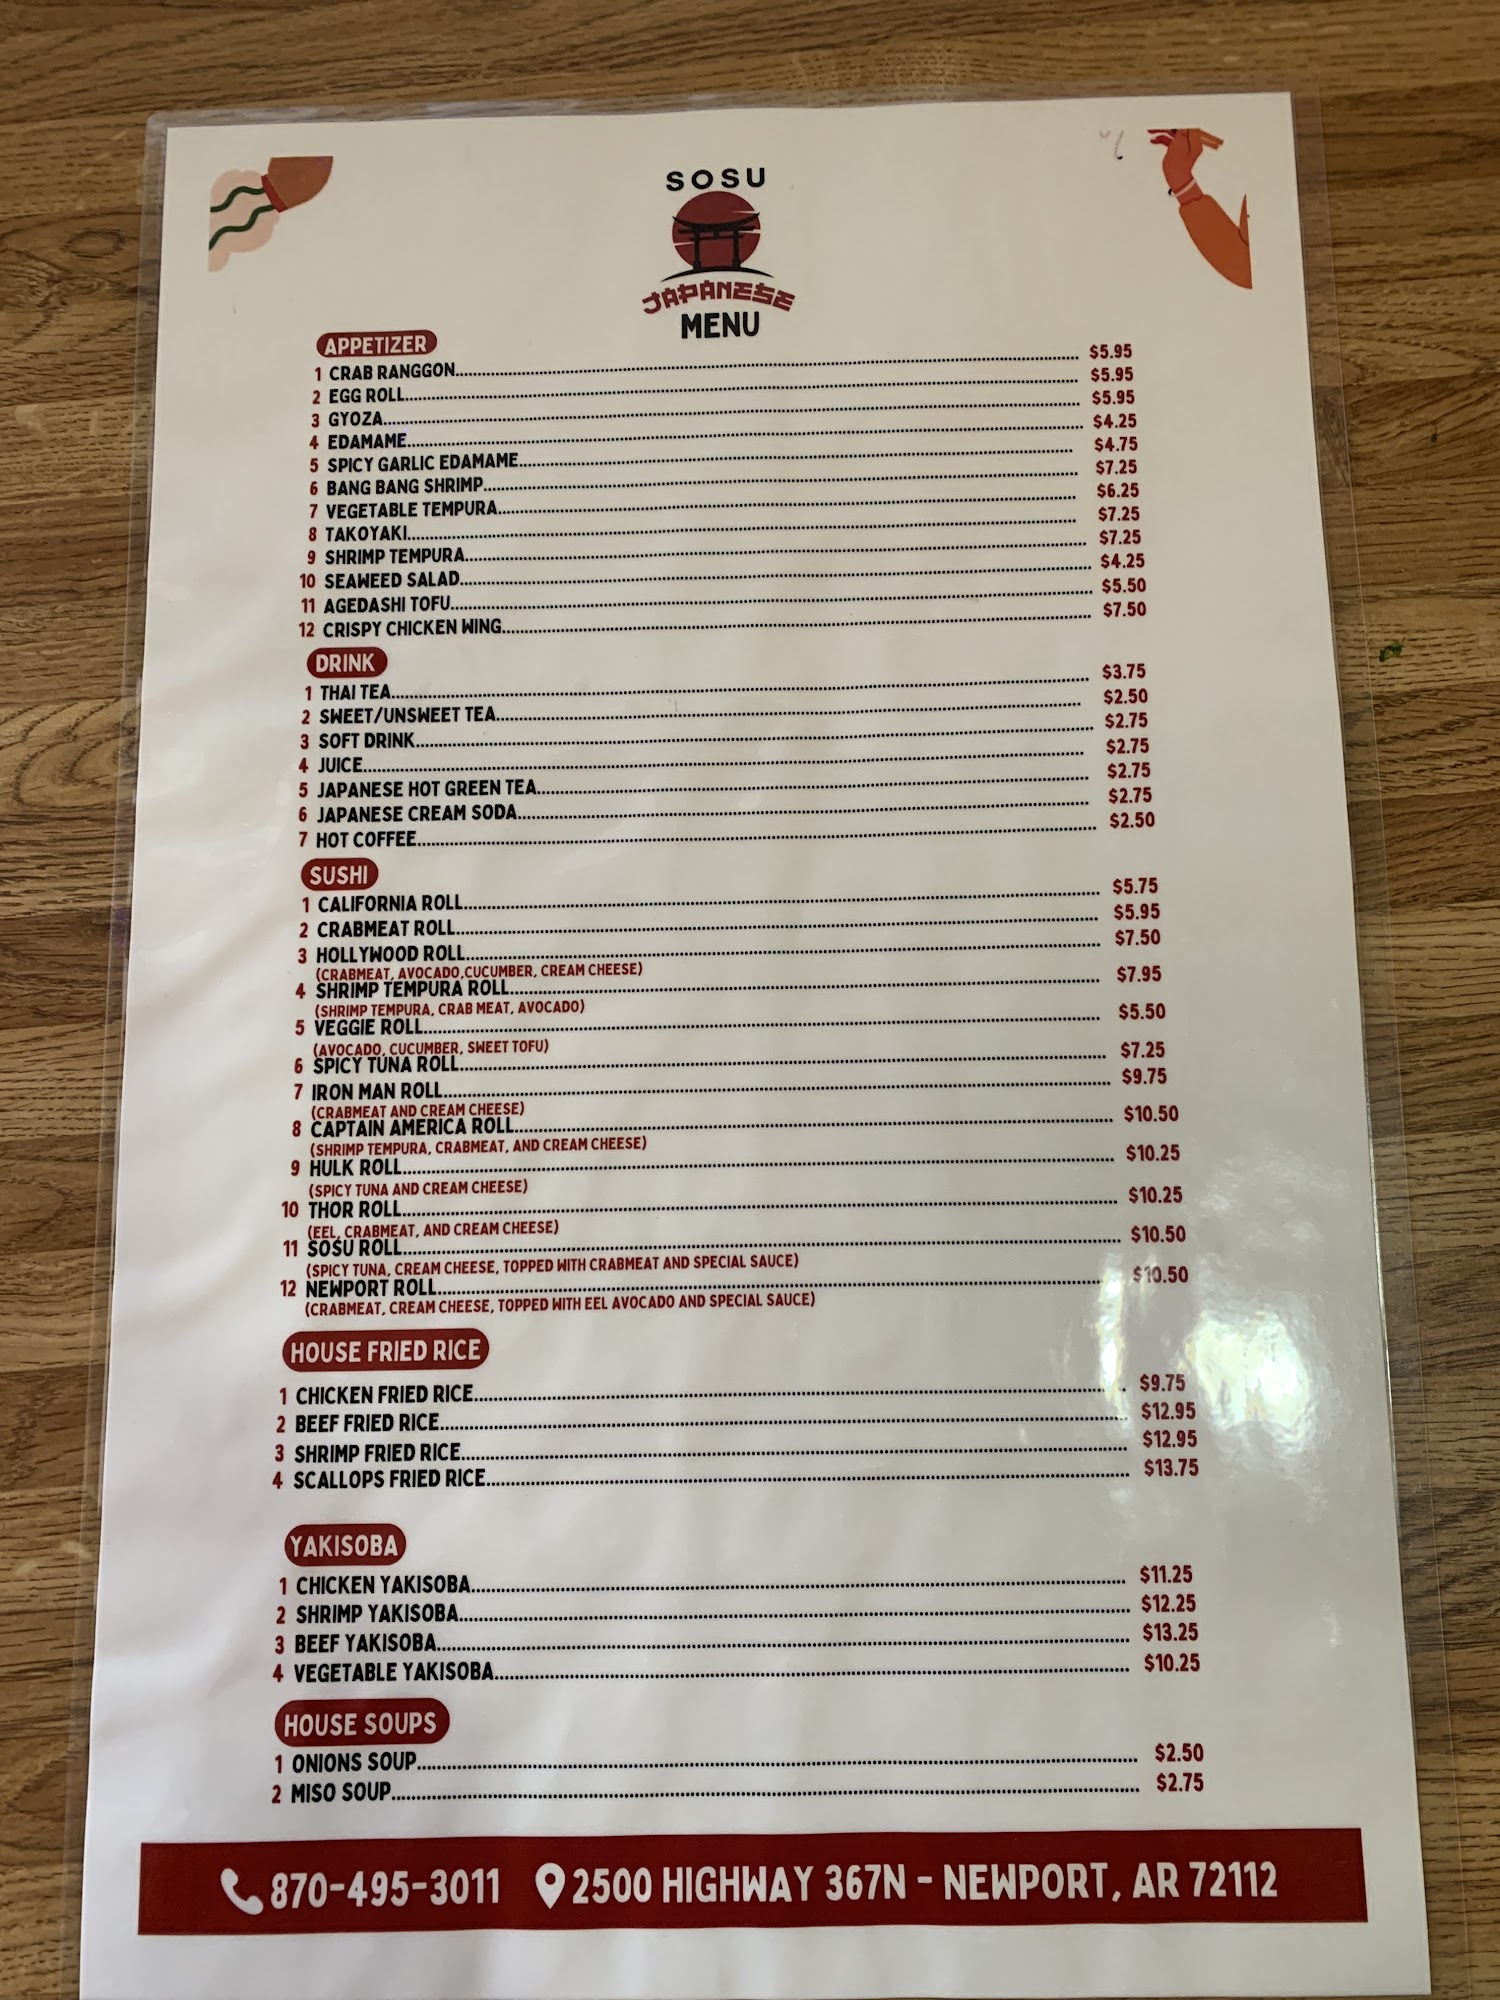 SOSU
JAPANESE
MENU
APPETIZER
1 CRAB RANGGON $5.95
2 EGG ROLL $5.95
3 GYOZA $5.95
4 EDAMAME $4.25
5 SPICY GARLIC EDAMAME $4.75
6 BANG BANG SHRIMP $7.25
7 VEGETABLE TEMPURA $6.25
8 TAKOYAKI $7.25
9 SHRIMP TEMPURA $7.25
10 SEAWEED SALAD $4.25
11 AGEDASHI TOFU $5.50
12 CRISPY CHICKEN WING $7.50
DRINK
1 THAI TEA $3.75
2 SWEET/UNSWEET TEA $2.50
3 SOFT DRINK $2.75
4 JUICE $2.75
5 JAPANESE HOT GREEN TEA $2.75
6 JAPANESE CREAM SODA $2.75
7 HOT COFFEE $2.50
SUSHI
1 CALIFORNIA ROLL $5.75
2 CRABMEAT ROLL $5.95
3 HOLLYWOOD ROLL $7.50
(CRABMEAT, AVOCADO,CUCUMBER, CREAM CHEESE)
4 SHRIMP TEMPURA ROLL $7.95
(SHRIMP TEMPURA, CRAB MEAT, AVOCADO)
5 VEGGIE ROLL $5.50
(AVOCADO, CUCUMBER, SWEET TOFU)
6 SPICY TUNA ROLL $7.25
7 IRON MAN ROLL $9.75
(CRABMEAT AND CREAM CHEESE)
8 CAPTAIN AMERICA ROLL $10.50
(SHRIMP TEMPURA, CRABMEAT, AND CREAM CHEESE)
9 HULK ROLL $10.25
(SPICY TUNA AND CREAM CHEESE)
10 THOR ROLL $10.25
(EEL, CRABMEAT, AND CREAM CHEESE)
11 SOSU ROLL $10.50
(SPICY TUNA, CREAM CHEESE, TOPPED WITH CRABMEAT AND SPECIAL SAUCE)
12 NEWPORT ROLL $10.50
(CRABMEAT, CREAM CHEESE, TOPPED WITH EEL AVOCADO AND SPECIAL SAUCE)
HOUSE FRIED RICE
1 CHICKEN FRIED RICE $9.75
2 BEEF FRIED RICE $12.95
3 SHRIMP FRIED RICE $12.95
4 SCALLOPS FRIED RICE $13.75
YAKISOBA
1 CHICKEN YAKISOBA $11.25
2 SHRIMP YAKISOBA $12.25
3 BEEF YAKISOBA $13.25
4 VEGETABLE YAKISOBA $10.25
HOUSE SOUPS
1 ONIONS SOUP $2.50
2 MISO SOUP $2.75
870-495-3011 2500 HIGHWAY 367N - NEWPORT, AR 72112